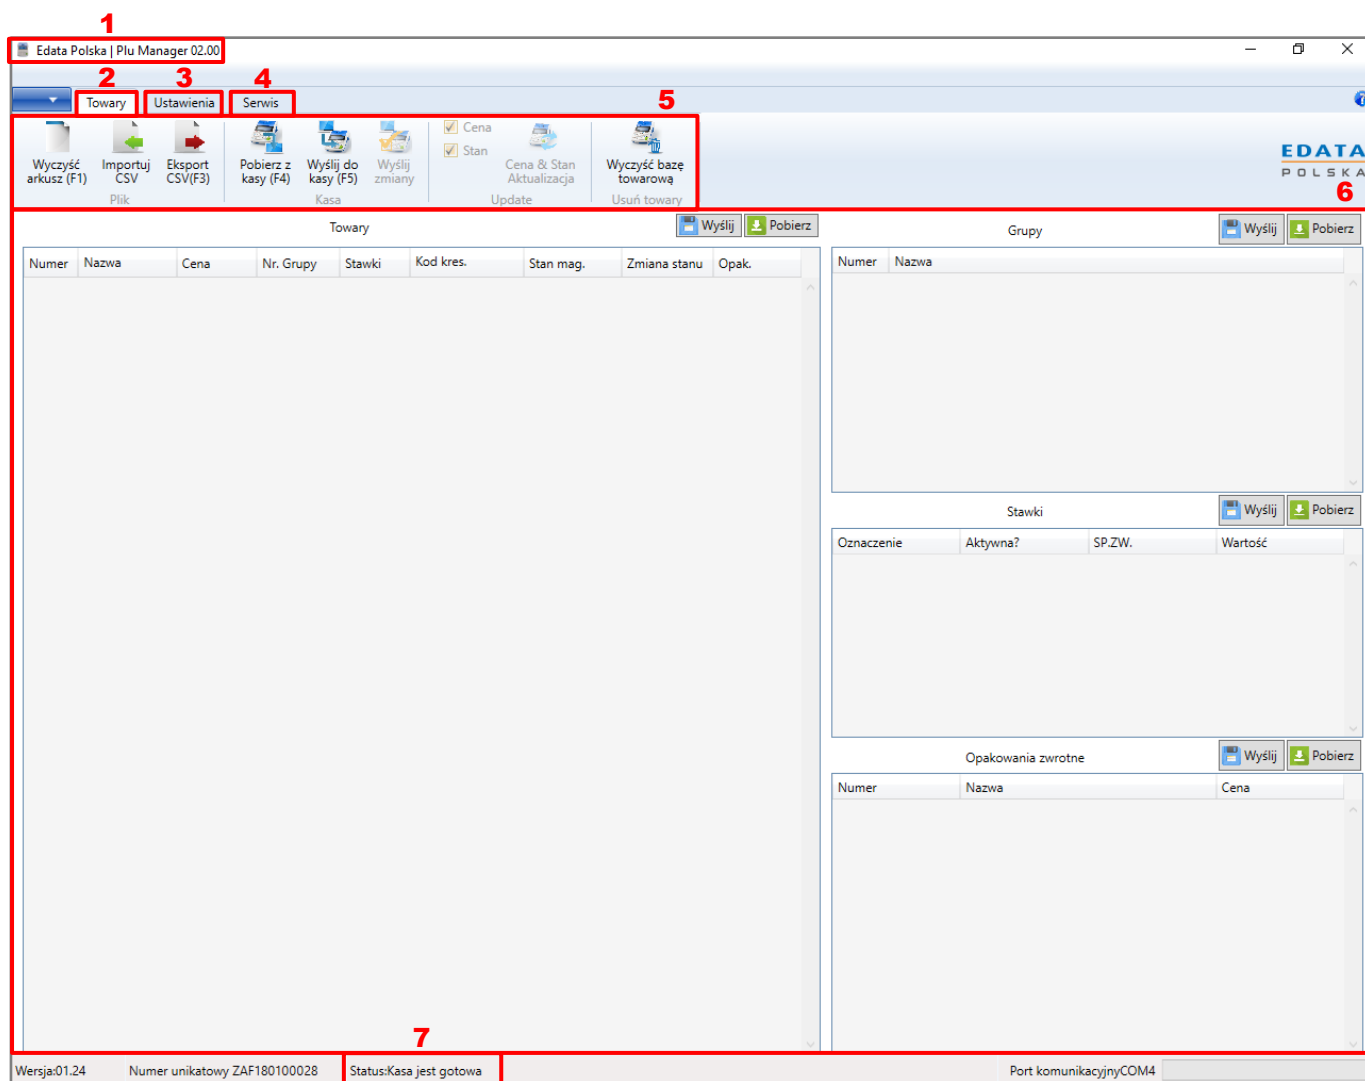 1
Edata Polska | Plu Manager 02.00
2 3 4 5
Towary Ustawienia Serwis
Wyczyść arkusz (F1)
Importuj CSV
Eksport CSV(F3)
Plik
Pobierz z kasy (F4)
Wyślij do kasy (F5)
Wyślij zmiany
Kasa
Cena
Stan
Cena & Stan Aktualizacja
Update
Wyczyść bazę towarową
Usuń towary
EDATA
POLSKA
6
Towary Wyślij Pobierz
Numer Nazwa Cena Nr. Grupy Stawki Kod kres. Stan mag. Zmiana stanu Opak.
Grupy Wyślij Pobierz
Numer Nazwa
Stawki Wyślij Pobierz
Oznaczenie Aktywna? SP.ZW. Wartość
Opakowania zwrotne Wyślij Pobierz
Numer Nazwa Cena
7
Wersja:01.24 Numer unikatowy ZAF180100028 Status:Kasa jest gotowa Port komunikacyjnyCOM4